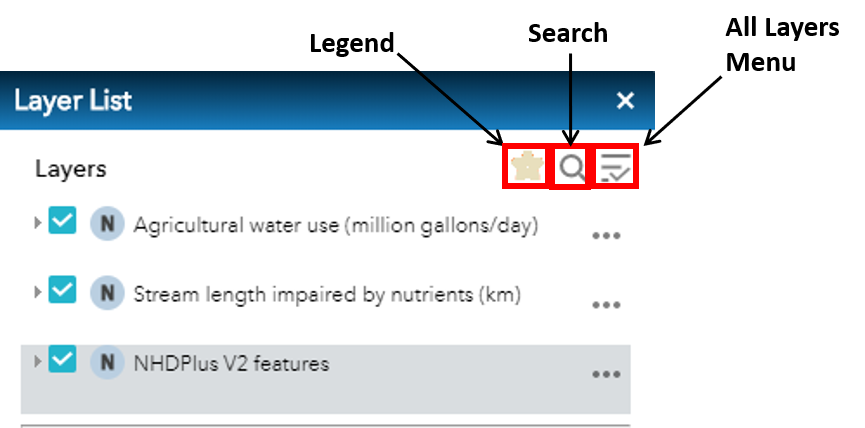 Legend
Search
All Layers
Menu
Layer List
Layers
N Agricultural water use (million gallons/day)
N Stream length impaired by nutrients (km)
N NHDPlus V2 features